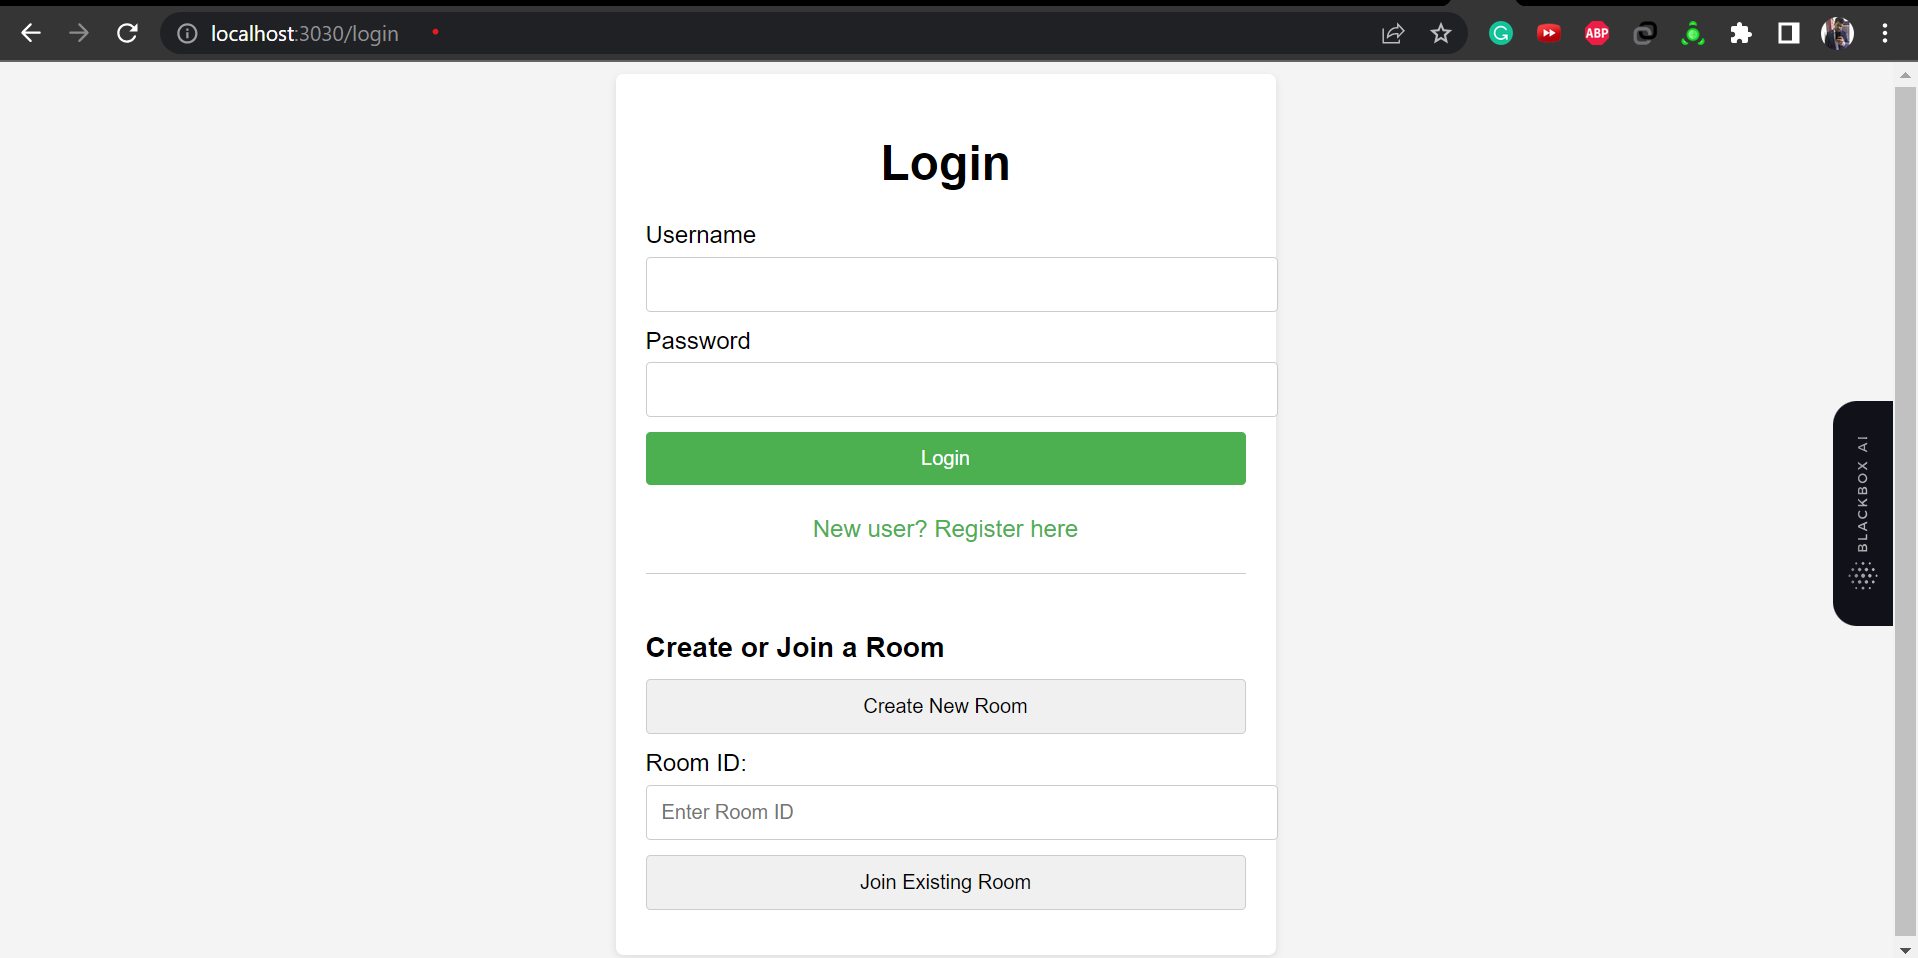 localhost:3030/login
ABP
Login
Username
Password
Login
New user? Register here
Create or Join a Room
Create New Room
Room ID:
Enter Room ID
Join Existing Room
BLACKBOX AI